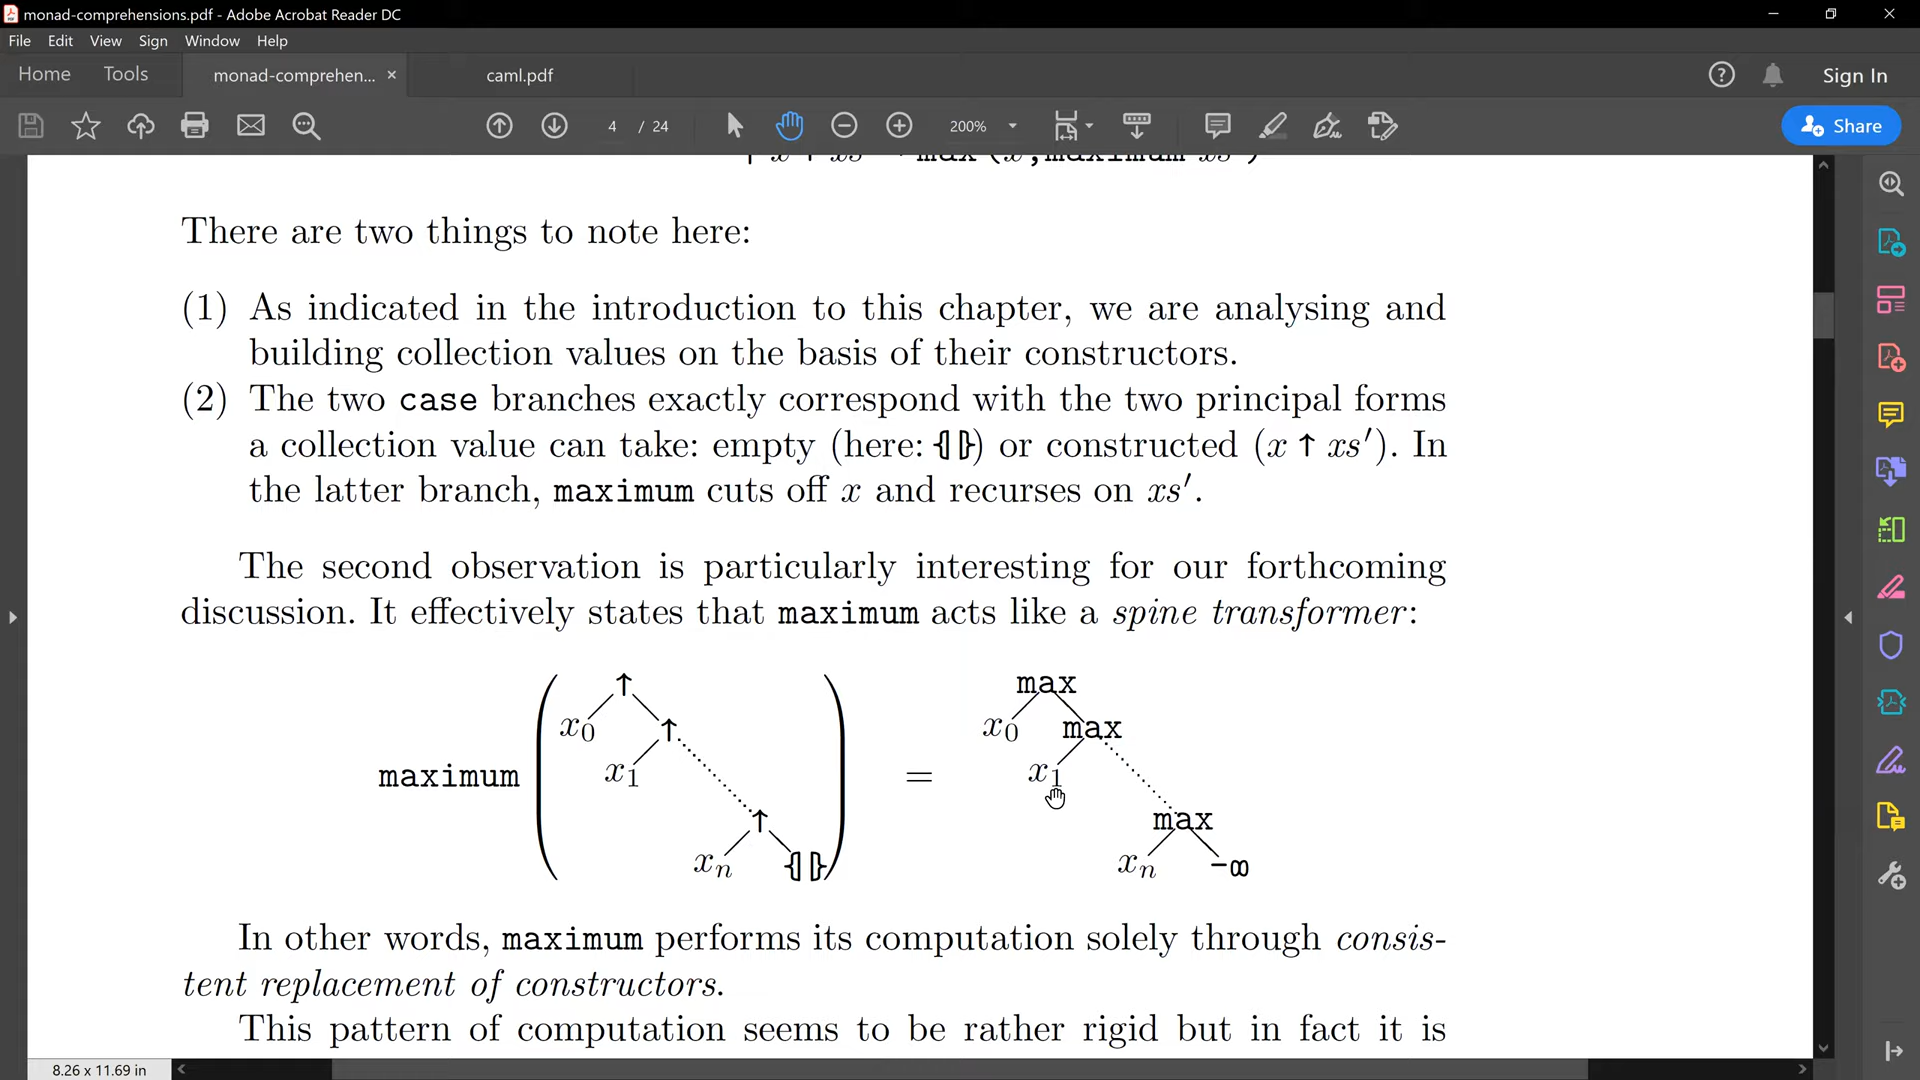 monad-comprehensions.pdf - Adobe Acrobat Reader DC
File Edit View Sign Window Help
Home Tools monad-comprehen... × caml.pdf Sign In
4 / 24 200% Share
There are two things to note here:
(1) As indicated in the introduction to this chapter, we are analysing and
building collection values on the basis of their constructors.
(2) The two case branches exactly correspond with the two principal forms
a collection value can take: empty (here: {| |}) or constructed (x ↑ xs′). In
the latter branch, maximum cuts off x and recurses on xs′.
The second observation is particularly interesting for our forthcoming
discussion. It effectively states that maximum acts like a spine transformer:
↑ max
x₀ ↑ x₀ max
x₁ x₁
maximum ( ) =
↑ max
xₙ {| |} xₙ -∞
In other words, maximum performs its computation solely through consis-
tent replacement of constructors.
This pattern of computation seems to be rather rigid but in fact it is
8.26 x 11.69 in